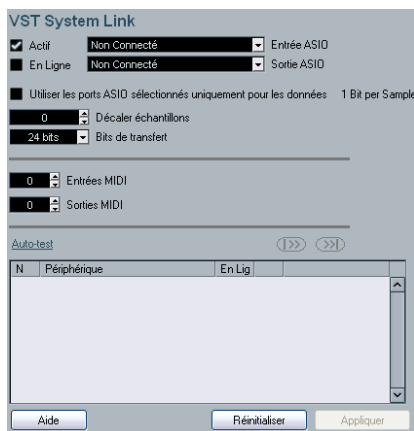 VST System Link
Actif Non Connecté Entrée ASIO
En Ligne Non Connecté Sortie ASIO
Utiliser les ports ASIO sélectionnés uniquement pour les données 1 Bit per Sample
0 Décaler échantillons
24 bits Bits de transfert
0 Entrées MIDI
0 Sorties MIDI
Auto-test
N Périphérique En Lig
Aide Réinitialiser Appliquer